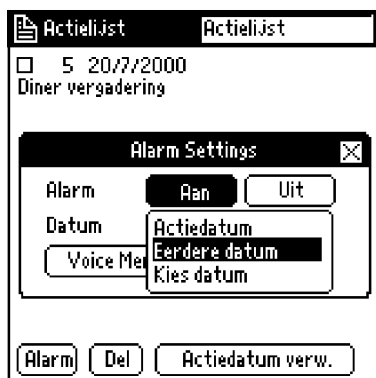 Actielijst Actielijst
5 20/7/2000
Diner vergadering
Alarm Settings
Alarm Aan Uit
Datum Actiedatum
Eerdere datum
Voice Me
Kies datum
Alarm Del Actiedatum verw.